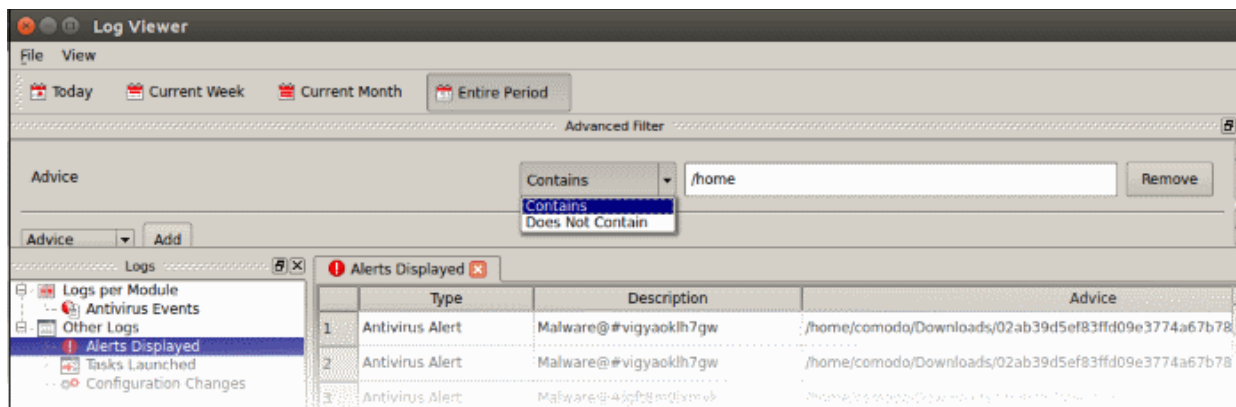 Log Viewer
File View
Today Current Week Current Month Entire Period
Advanced Filter
Advice Contains /home Remove
Contains
Does Not Contain
Advice Add
Logs
Alerts Displayed
Logs per Module
Antivirus Events
Other Logs
Alerts Displayed
Tasks Launched
Configuration Changes
Type Description Advice
1 Antivirus Alert Malware@#vigyaoklh7gw /home/comodo/Downloads/02ab39d5ef83ffd09e3774a67b78
2 Antivirus Alert Malware@#vigyaoklh7gw /home/comodo/Downloads/02ab39d5ef83ffd09e3774a67b78
3 Antivirus Alert